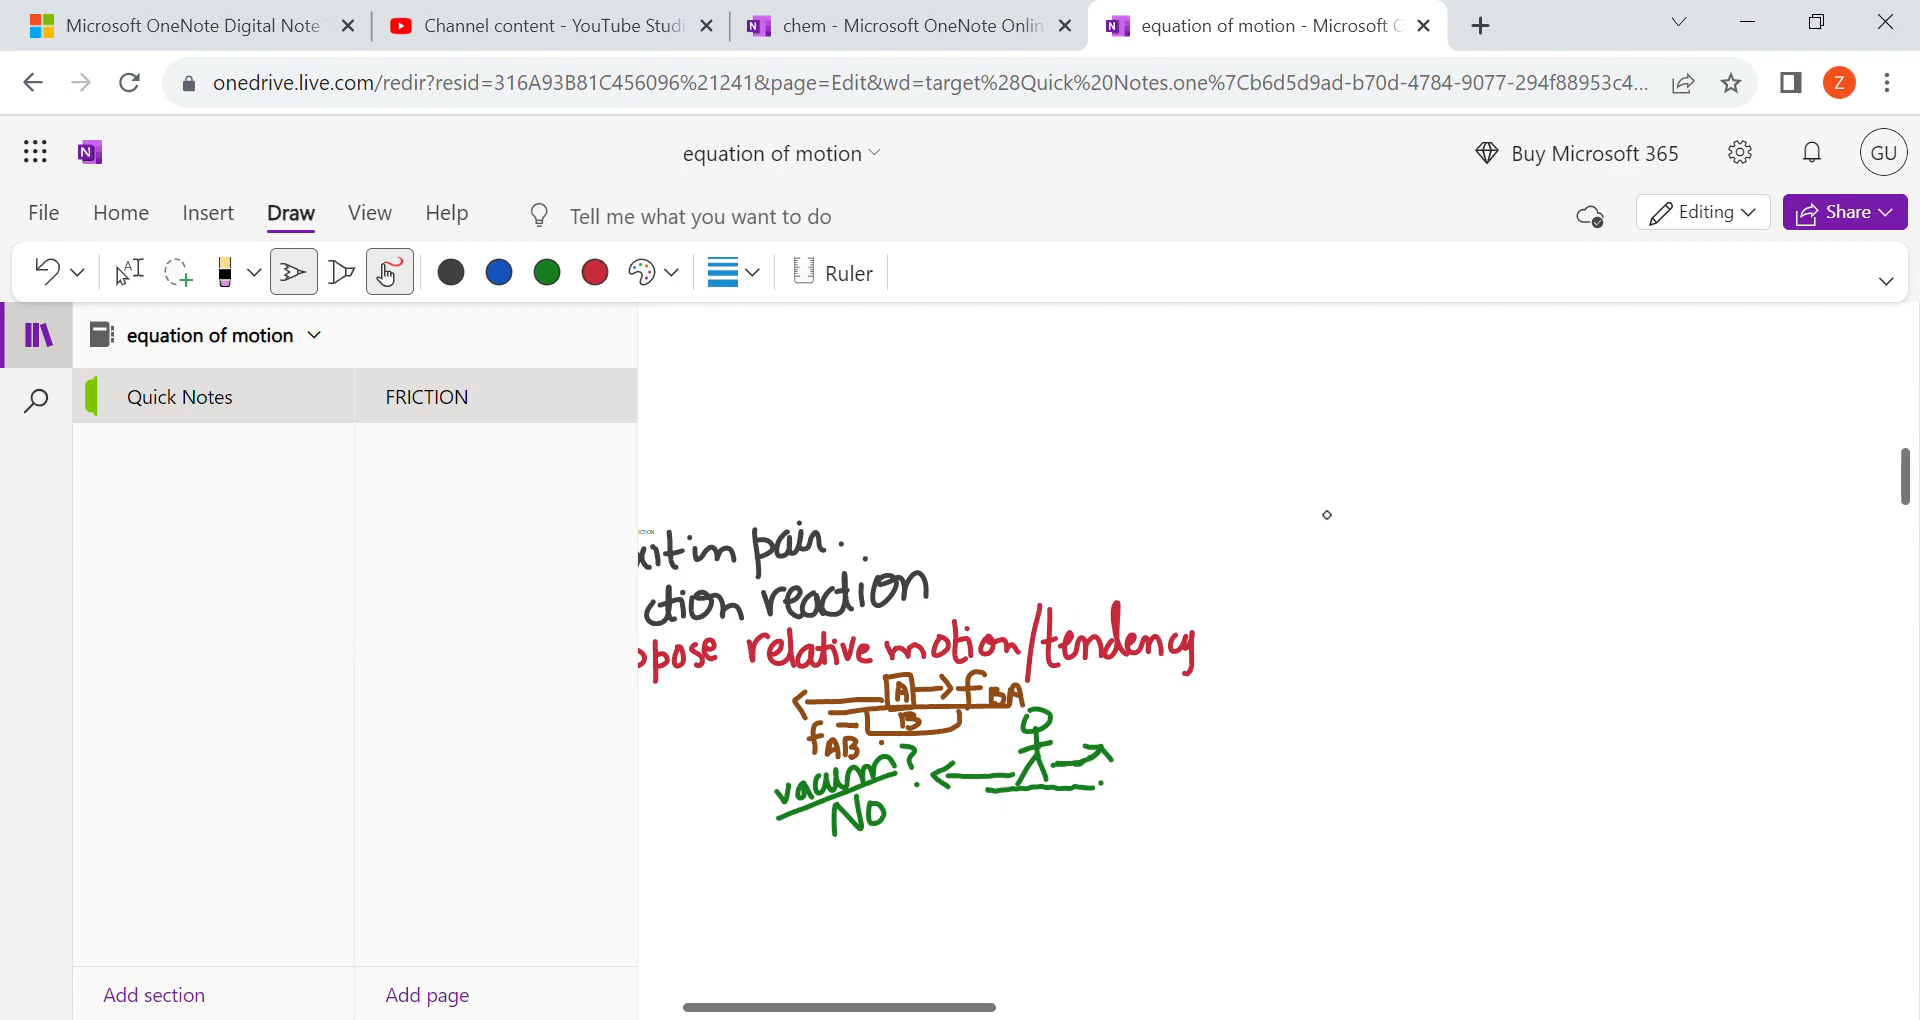 Microsoft OneNote Digital Note T
Channel content - YouTube Studi
chem - Microsoft OneNote Onlin
equation of motion - Microsoft O
onedrive.live.com/redir?resid=316A93B81C456096%21241&page=Edit&wd=target%28Quick%20Notes.one%7Cb6d5d9ad-b70d-4784-9077-294f88953c4...
Z
N
equation of motion
Buy Microsoft 365
GU
File Home Insert Draw View Help Tell me what you want to do
Editing
Share
Ruler
equation of motion
Quick Notes
FRICTION
xit in pair.
ction reaction
ppose relative motion/tendency
A
fBA
B
fAB
vacumn?
NO
Add section
Add page